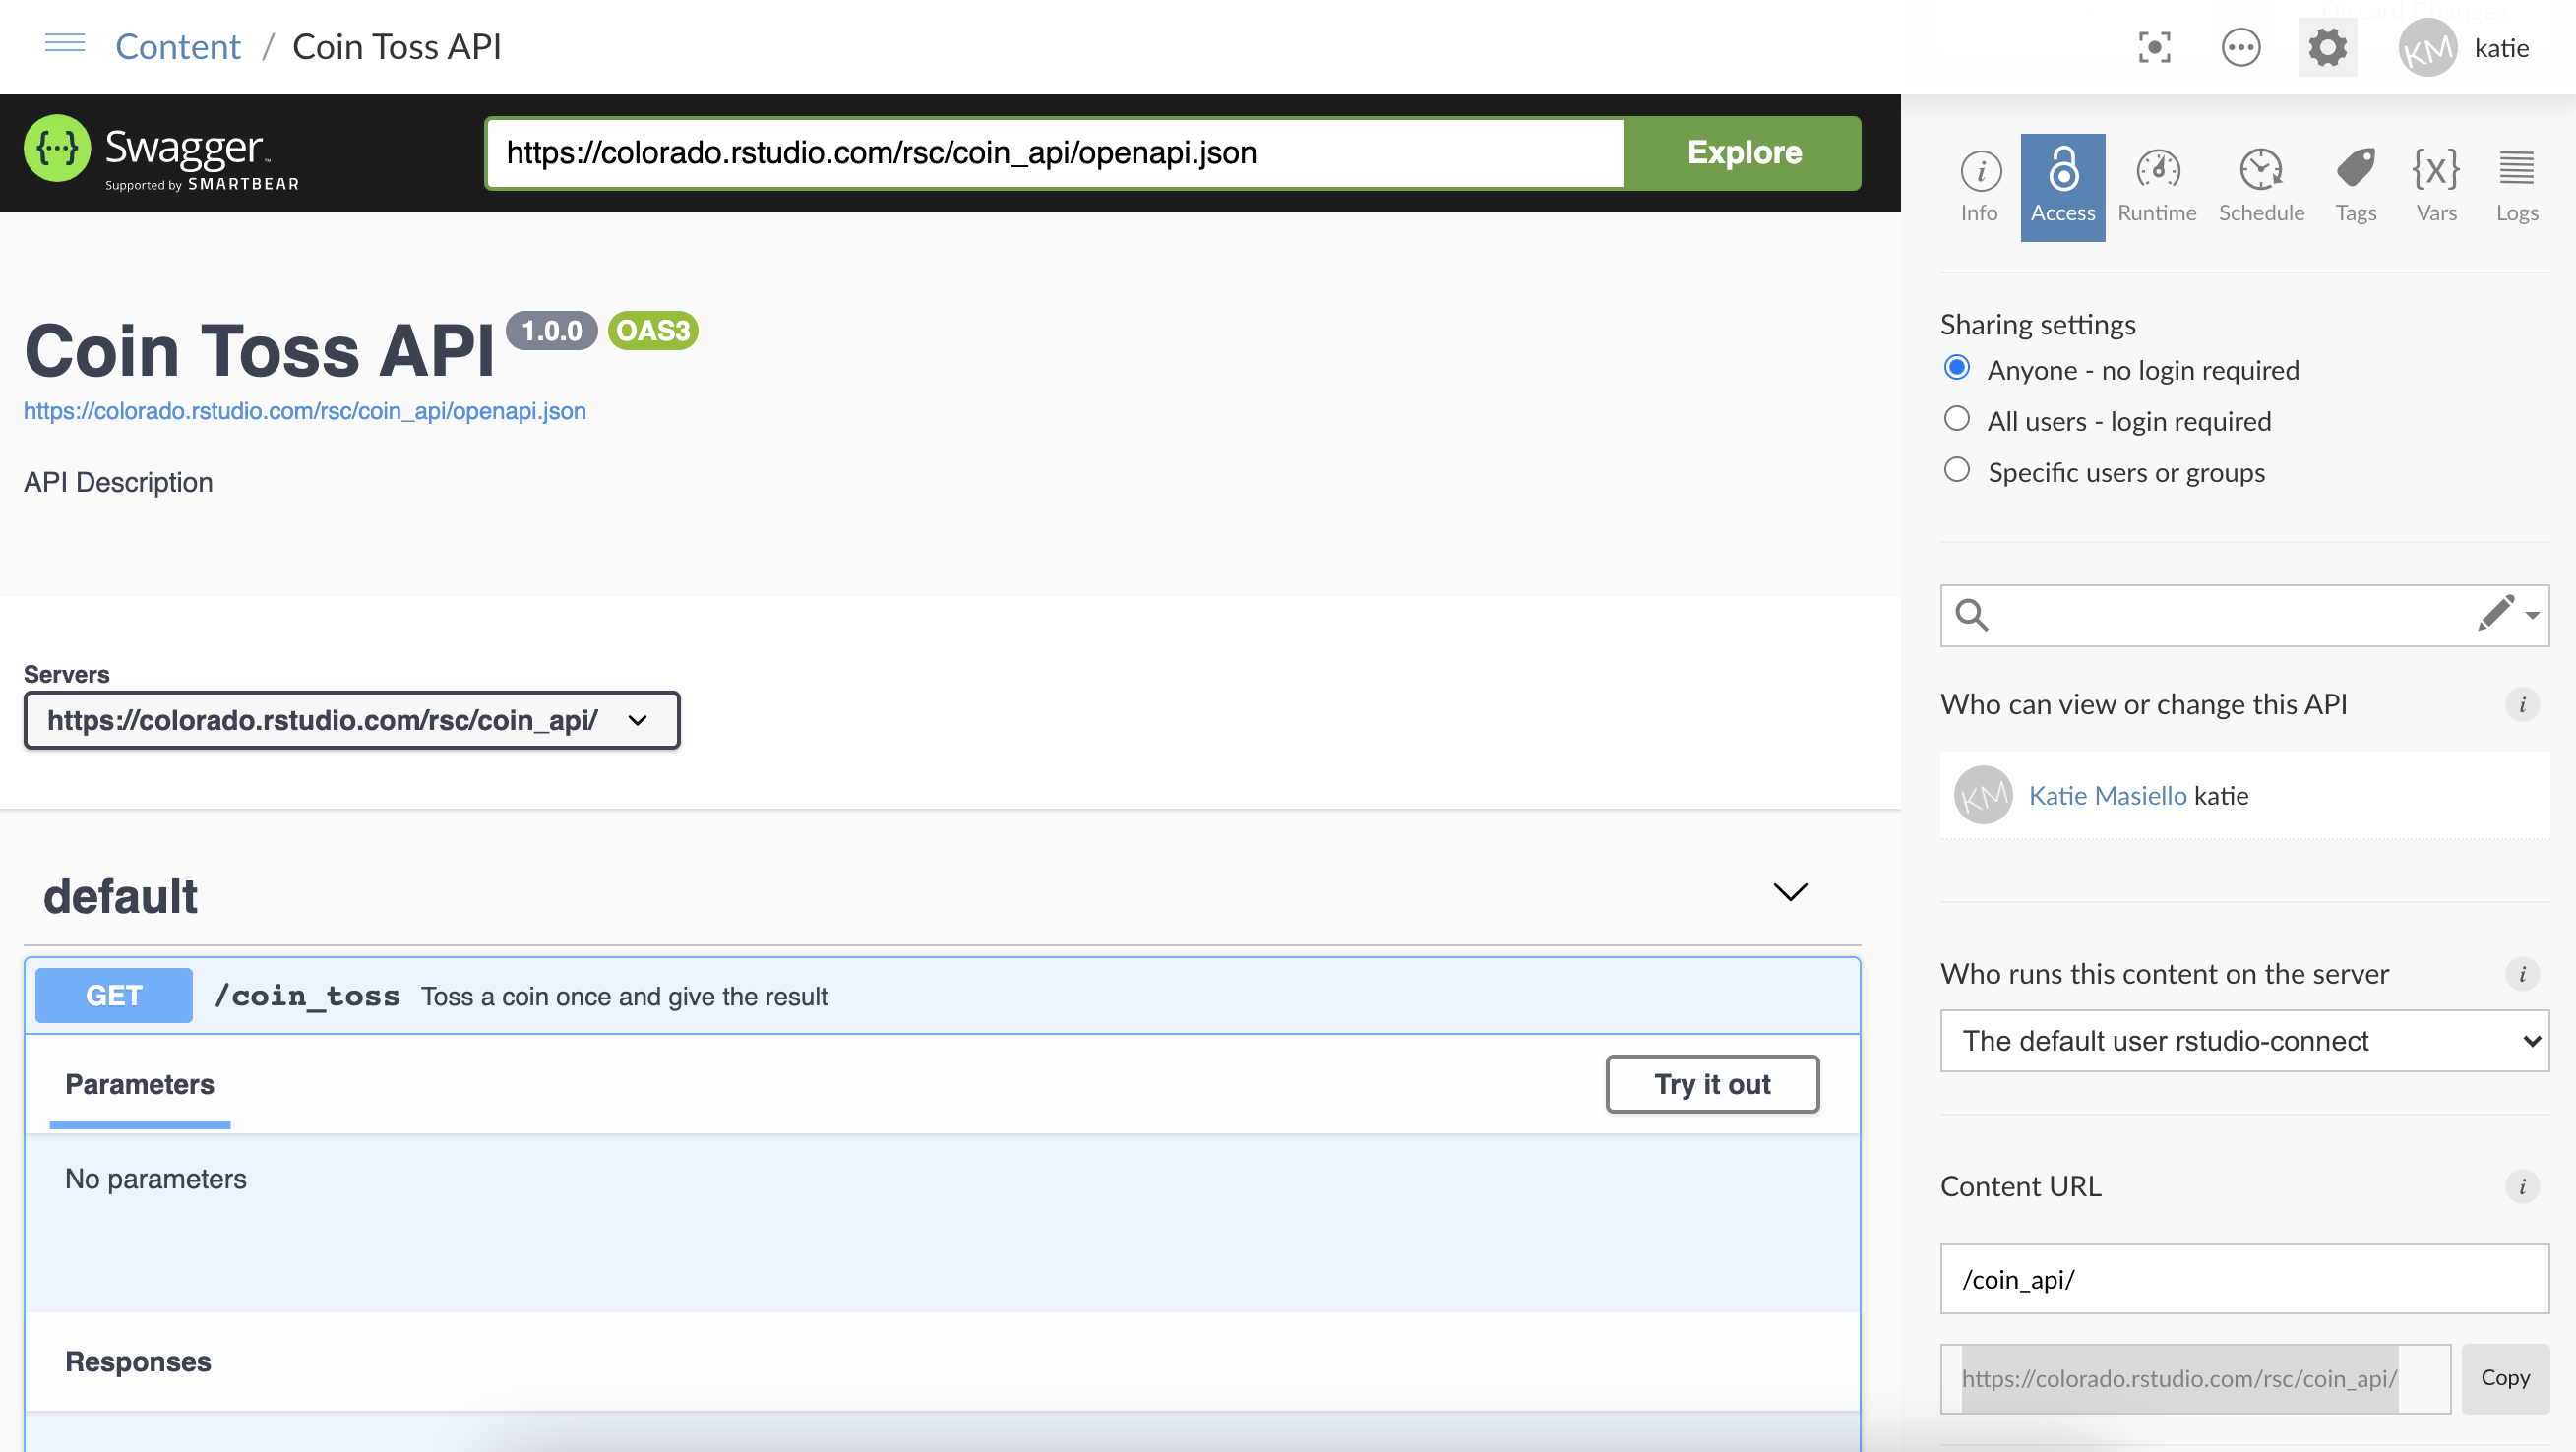 Content / Coin Toss API
Discard Changes
KM katie
Swagger
Supported by SMARTBEAR
https://colorado.rstudio.com/rsc/coin_api/openapi.json
Explore
Coin Toss API 1.0.0 OAS3
https://colorado.rstudio.com/rsc/coin_api/openapi.json
API Description
Servers
https://colorado.rstudio.com/rsc/coin_api/
default
GET /coin_toss Toss a coin once and give the result
Parameters
Try it out
No parameters
Responses
Info Access Runtime Schedule Tags {x} Vars Logs
Sharing settings
Anyone - no login required
All users - login required
Specific users or groups
Who can view or change this API
KM Katie Masiello katie
Who runs this content on the server
The default user rstudio-connect
Content URL
/coin_api/
https://colorado.rstudio.com/rsc/coin_api/
Copy